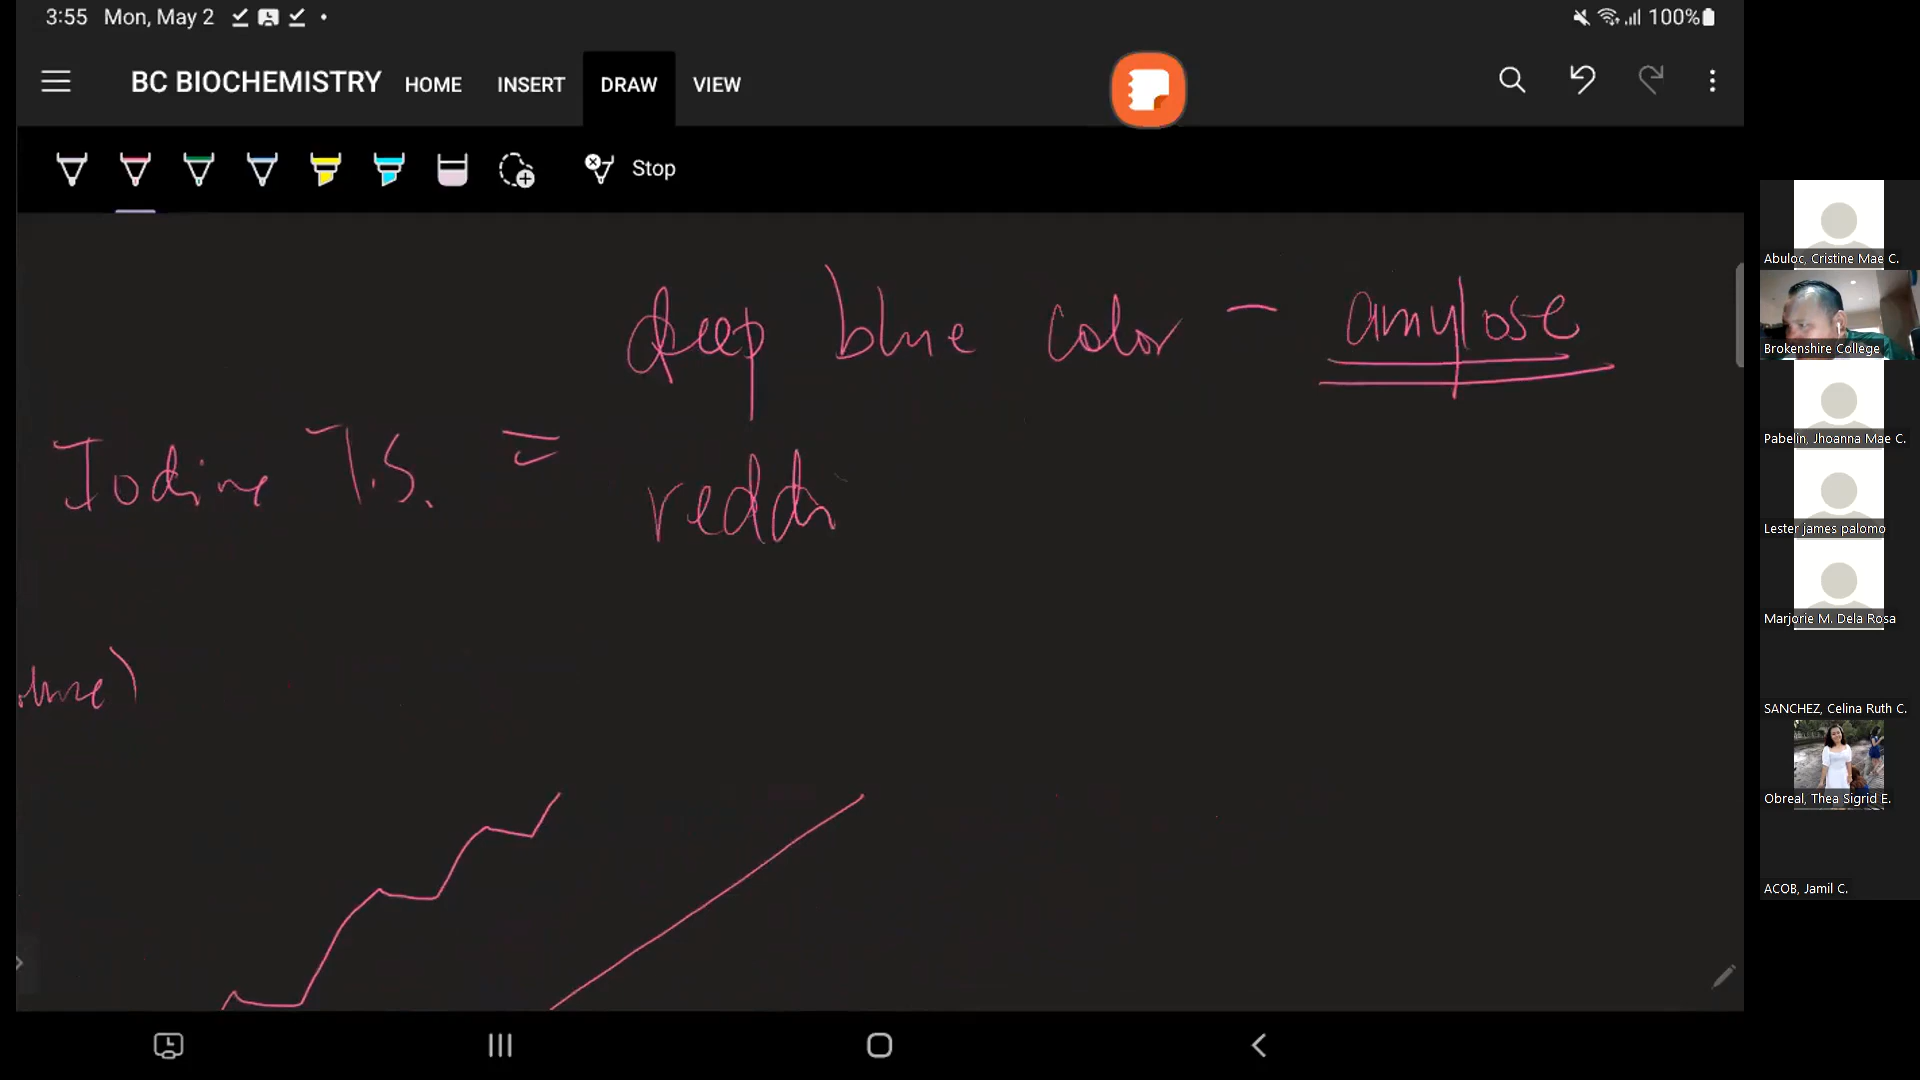 3:55 Mon, May 2
100%
BC BIOCHEMISTRY HOME INSERT DRAW VIEW
Stop
deep blue color - amylose
Iodine T.S. =
reddi
Abuloc, Cristine Mae C.
Brokenshire College
Pabelin, Jhoanna Mae C.
Lester james palomo
Marjorie M. Dela Rosa
SANCHEZ, Celina Ruth C.
Obreal, Thea Sigrid E.
ACOB, Jamil C.